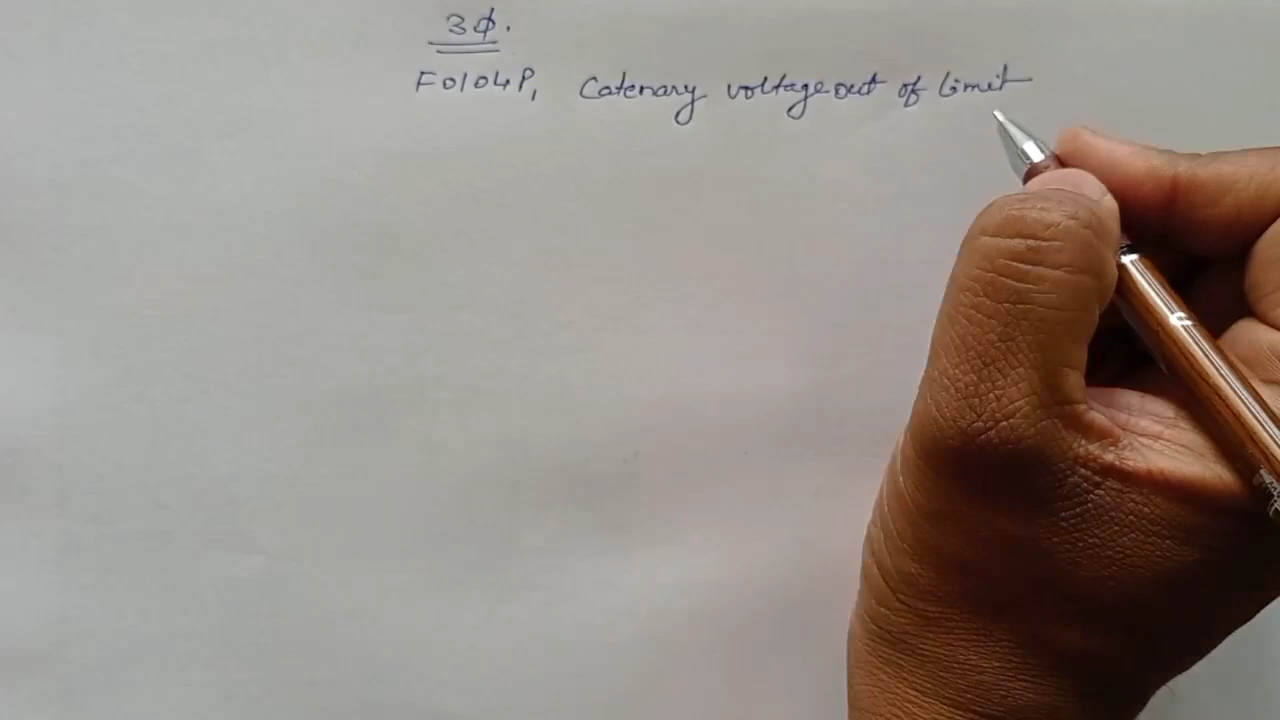 3ϕ.
F0104P, Catenary voltage out of limit